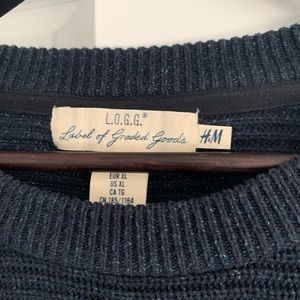 L.O.G.G.®
Label of Graded Goods
H&M
EUR XL
US XL
CA TG
CN 185/116A